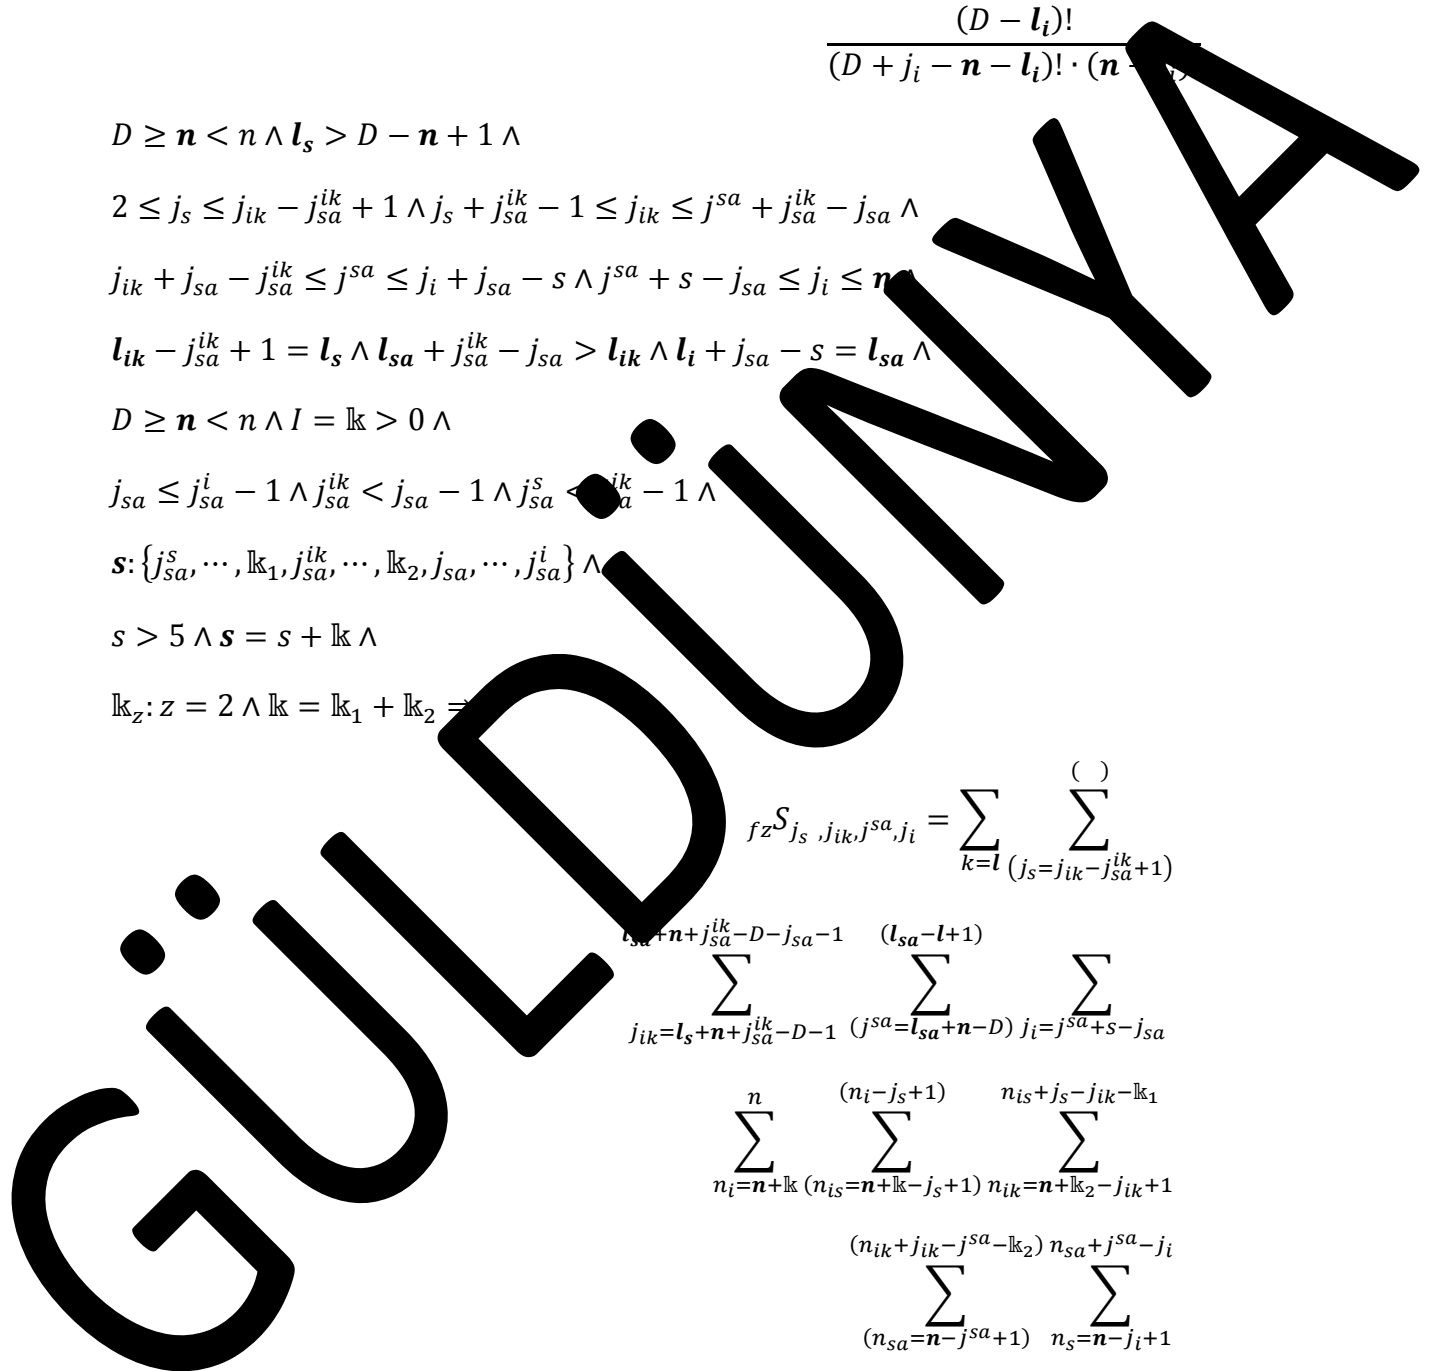 (D − l_i)!
(D + j_i − n − l_i)! · (n
D ≥ n < n ∧ l_s > D − n + 1 ∧
2 ≤ j_s ≤ j_ik − j_sa^ik + 1 ∧ j_s + j_sa^ik − 1 ≤ j_ik ≤ j^sa + j_sa^ik − j_sa ∧
j_ik + j_sa − j_sa^ik ≤ j^sa ≤ j_i + j_sa − s ∧ j^sa + s − j_sa ≤ j_i ≤ n ∧
l_ik − j_sa^ik + 1 = l_s ∧ l_sa + j_sa^ik − j_sa > l_ik ∧ l_i + j_sa − s = l_sa ∧
D ≥ n < n ∧ I = 𝕜 > 0 ∧
j_sa ≤ j_sa^i − 1 ∧ j_sa^ik < j_sa − 1 ∧ j_sa^s < − 1 ∧
s: {j_sa^s, ⋯ , 𝕜_1, j_sa^ik, ⋯ , 𝕜_2, j_sa, ⋯ , j_sa^i} ∧
s > 5 ∧ s = s + 𝕜 ∧
𝕜_z: z = 2 ∧ 𝕜 = 𝕜_1 + 𝕜_2 ⇒
( )
_fz S_{j_s ,j_ik,j^sa,j_i} = ∑ ∑
k=l (j_s=j_ik−j_sa^ik+1)
l_sa+n+j_sa^ik−D−j_sa−1 (l_sa−l+1)
∑ ∑ ∑
j_ik=l_s+n+j_sa^ik−D−1 (j^sa=l_sa+n−D) j_i=j^sa+s−j_sa
n (n_i−j_s+1) n_is+j_s−j_ik−𝕜_1
∑ ∑ ∑
n_i=n+𝕜 (n_is=n+𝕜−j_s+1) n_ik=n+𝕜_2−j_ik+1
(n_ik+j_ik−j^sa−𝕜_2) n_sa+j^sa−j_i
∑ ∑
(n_sa=n−j^sa+1) n_s=n−j_i+1
GÜLDÜNYA